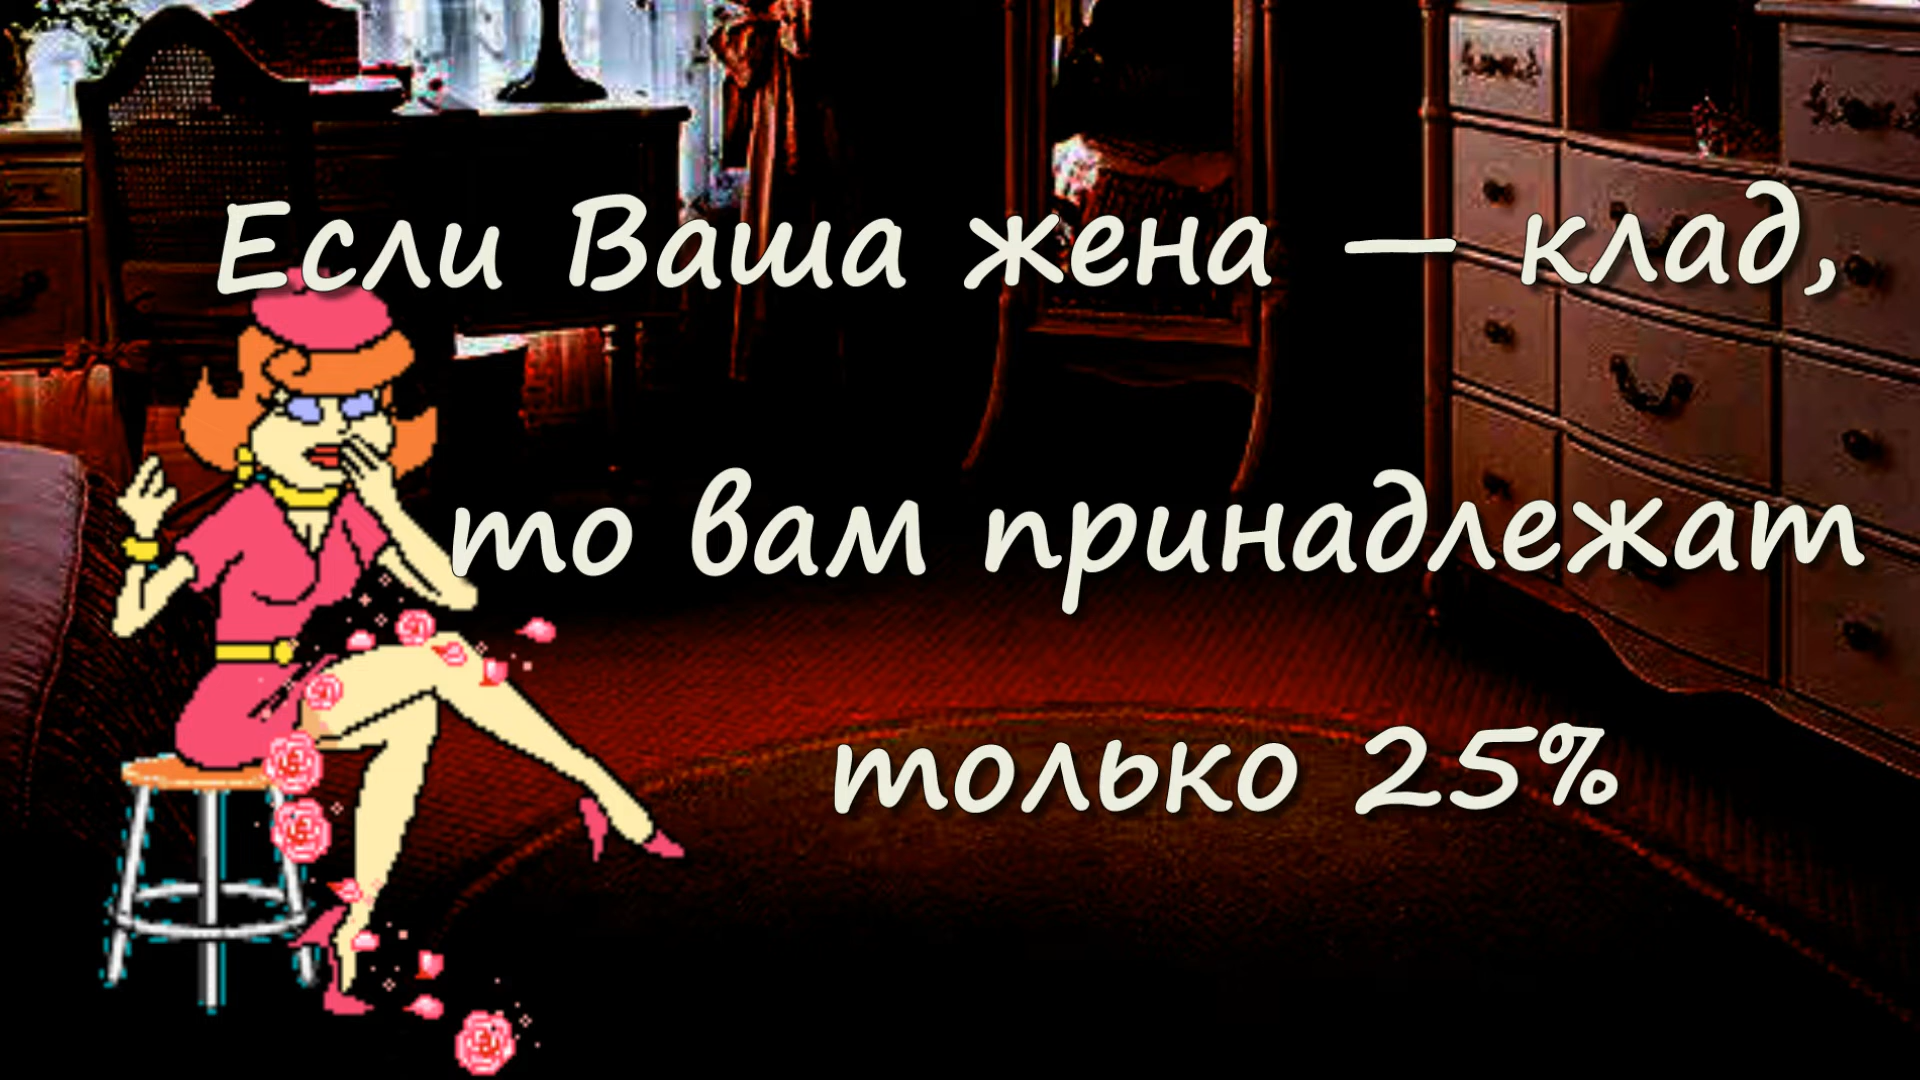 Если Ваша жена — клад,
то вам принадлежат
только 25%